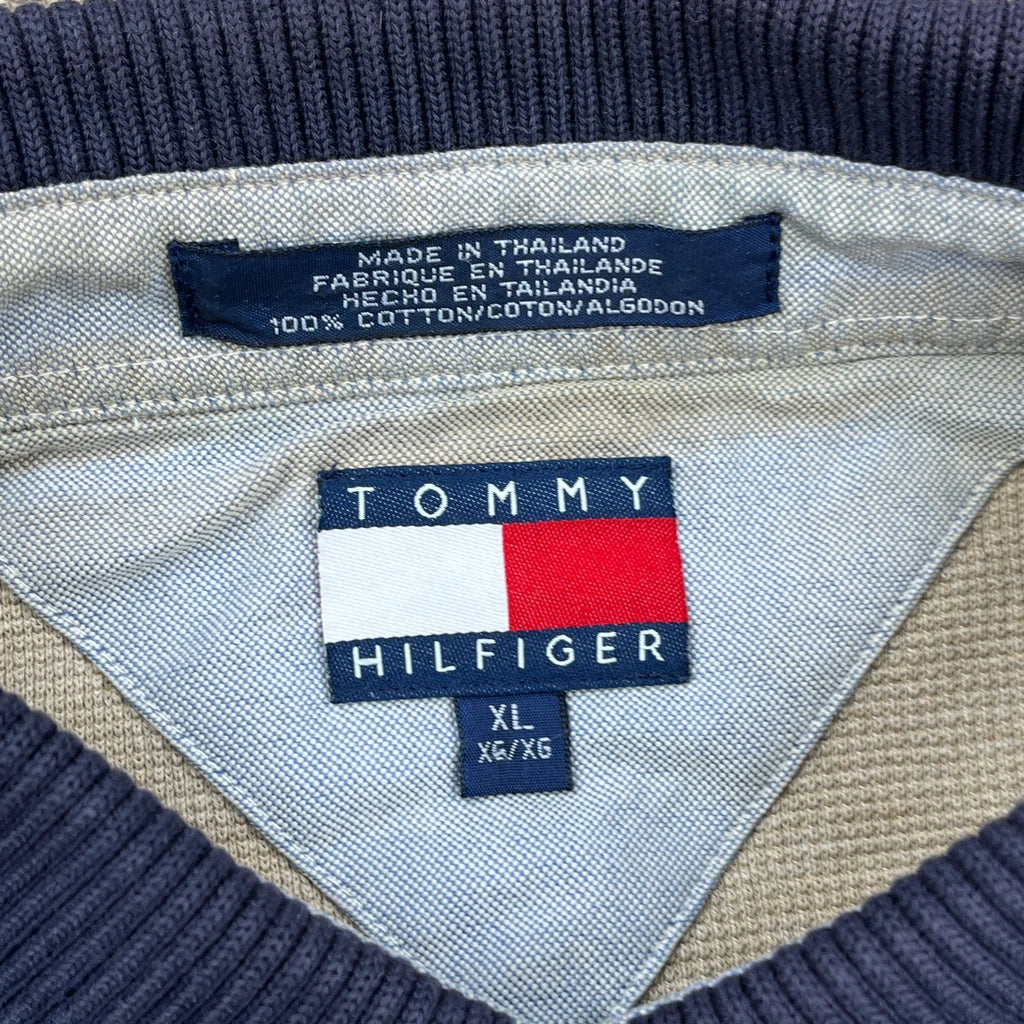 MADE IN THAILAND
FABRIQUE EN THAILANDE
HECHO EN TAILANDIA
100% COTTON/COTON/ALGODON
TOMMY
HILFIGER
XL
XG/XG